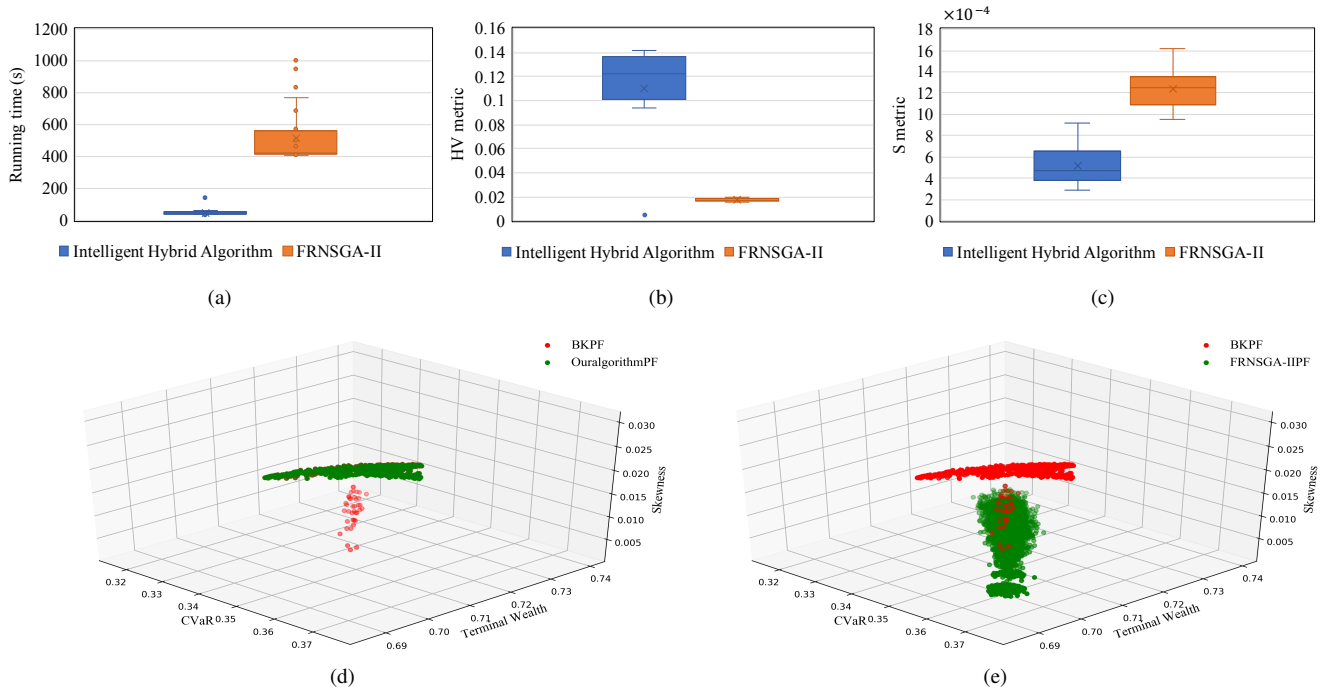 1200
1000
800
600
400
200
0
Running time (s)
Intelligent Hybrid Algorithm
FRNSGA-II
(a)
0.16
0.14
0.12
0.1
0.08
0.06
0.04
0.02
0
HV metric
Intelligent Hybrid Algorithm
FRNSGA-II
(b)
×10⁻⁴
18
16
14
12
10
8
6
4
2
0
S metric
Intelligent Hybrid Algorithm
FRNSGA-II
(c)
BKPF
OuralgorithmPF
0.030
0.025
0.020
0.015
0.010
0.005
Skewness
0.32
0.33
0.34
0.35
0.36
0.37
CVaR
0.69
0.70
0.71
0.72
0.73
0.74
Terminal Wealth
(d)
BKPF
FRNSGA-IIPF
0.030
0.025
0.020
0.015
0.010
0.005
Skewness
0.32
0.33
0.34
0.35
0.36
0.37
CVaR
0.69
0.70
0.71
0.72
0.73
0.74
Terminal Wealth
(e)